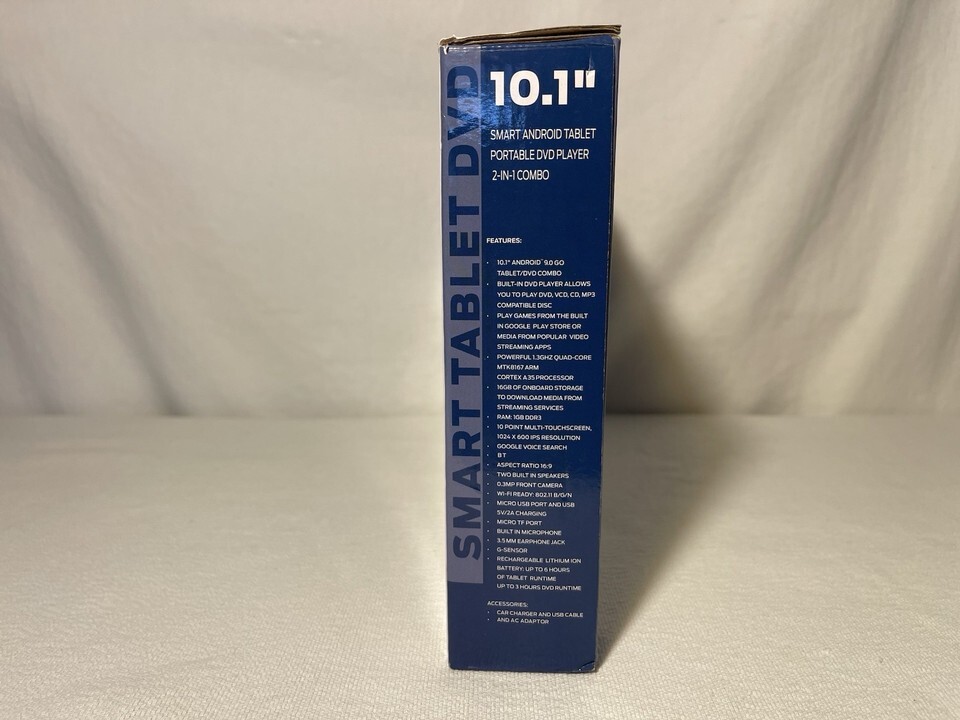 SMART TABLET DVD
10.1"
SMART ANDROID TABLET
PORTABLE DVD PLAYER
2-IN-1 COMBO
FEATURES:
• 10.1" ANDROID™ 9.0 GO
TABLET/DVD COMBO
• BUILT-IN DVD PLAYER ALLOWS
YOU TO PLAY DVD, VCD, CD, MP3
COMPATIBLE DISC
• PLAY GAMES FROM THE BUILT
IN GOOGLE PLAY STORE OR
MEDIA FROM POPULAR VIDEO
STREAMING APPS
• POWERFUL 1.3GHZ QUAD-CORE
MTK8167 ARM
CORTEX A35 PROCESSOR
• 16GB OF ONBOARD STORAGE
TO DOWNLOAD MEDIA FROM
STREAMING SERVICES
• RAM: 1GB DDR3
• 10 POINT MULTI-TOUCHSCREEN,
1024 X 600 IPS RESOLUTION
• GOOGLE VOICE SEARCH
• BT
• ASPECT RATIO 16:9
• TWO BUILT IN SPEAKERS
• 0.3MP FRONT CAMERA
• WI-FI READY: 802.11 B/G/N
• MICRO USB PORT AND USB
5V/2A CHARGING
• MICRO TF PORT
• BUILT IN MICROPHONE
• 3.5 MM EARPHONE JACK
• G-SENSOR
• RECHARGEABLE LITHIUM ION
BATTERY: UP TO 6 HOURS
OF TABLET RUNTIME
UP TO 3 HOURS DVD RUNTIME
ACCESSORIES:
• CAR CHARGER AND USB CABLE
• AND AC ADAPTOR